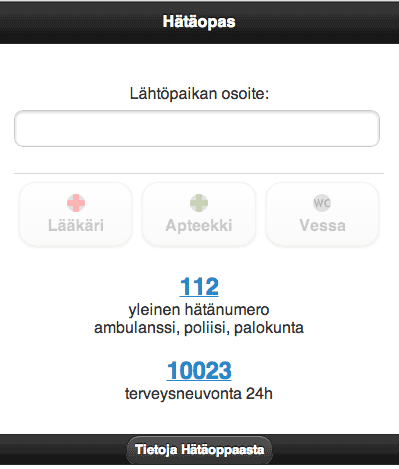 Hätäopas
Lähtöpaikan osoite:
Lääkäri Apteekki WC Vessa
112
yleinen hätänumero
ambulanssi, poliisi, palokunta
10023
terveysneuvonta 24h
Tietoja Hätäoppaasta